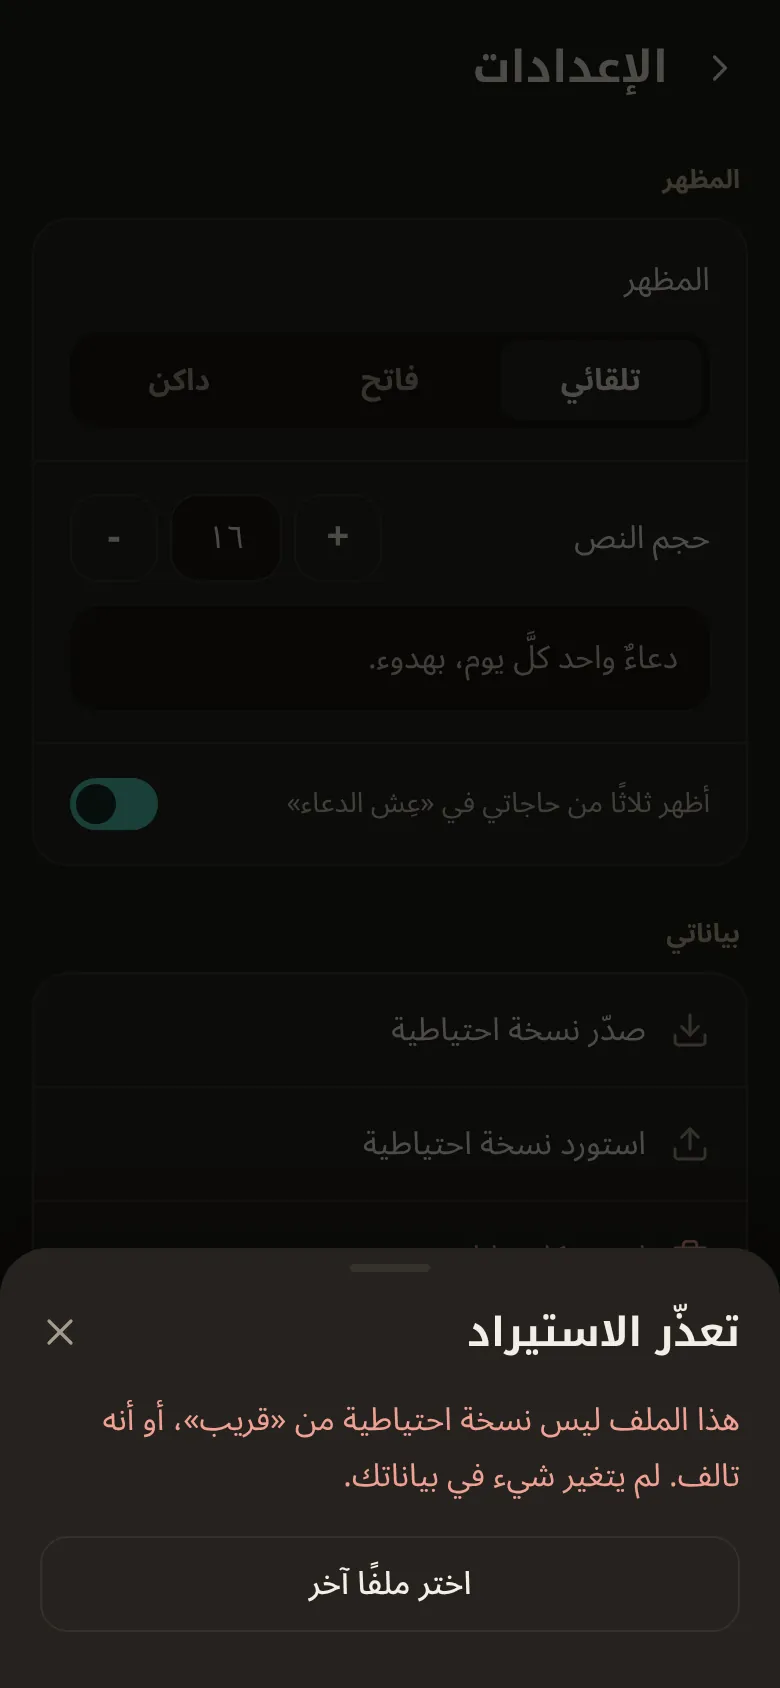 الإعدادات
المظهر
المظهر
تلقائي
فاتح
داكن
حجم النص
+
١٦
-
دعاءٌ واحد كلَّ يوم، بهدوء.
أظهر ثلاثًا من حاجاتي في «عِش الدعاء»
بياناتي
صدّر نسخة احتياطية
استورد نسخة احتياطية
تعذّر الاستيراد
هذا الملف ليس نسخة احتياطية من «قريب»، أو أنه
تالف. لم يتغير شيء في بياناتك.
اختر ملفًا آخر